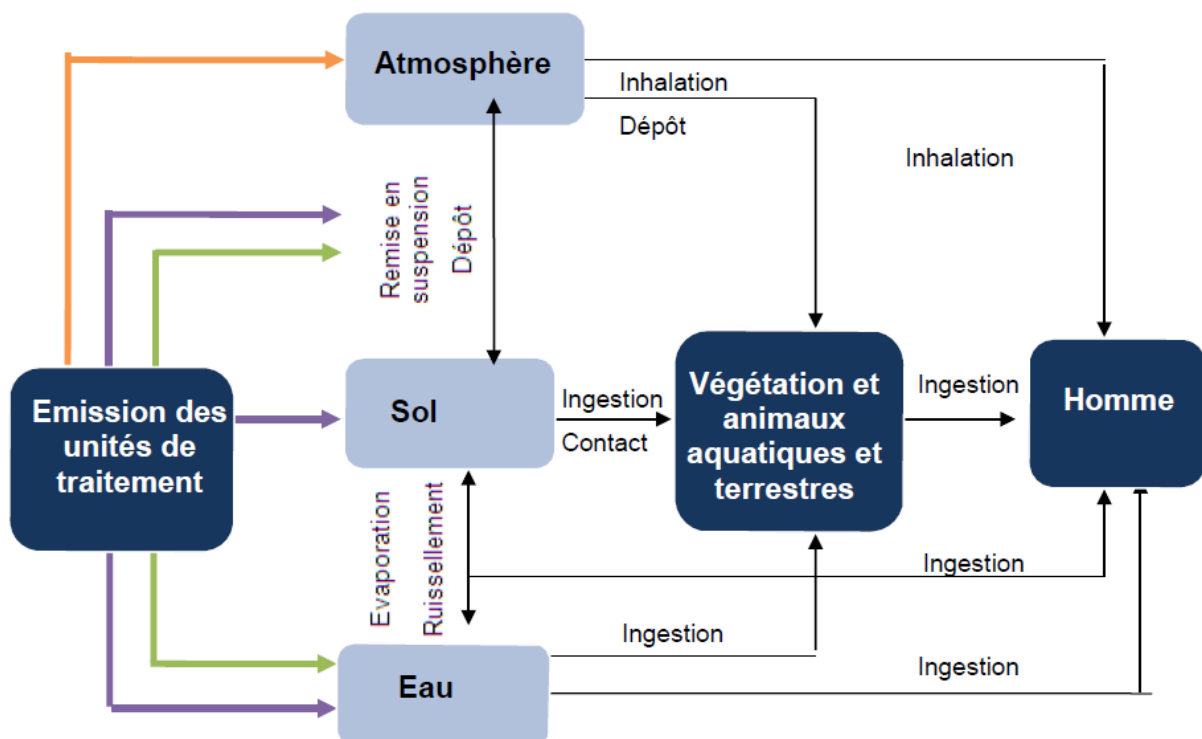 Atmosphère
Inhalation
Dépôt
Inhalation
Remise en
suspension
Dépôt
Emission des
unités de
traitement
Sol
Ingestion
Contact
Végétation et
animaux
aquatiques et
terrestres
Ingestion
Homme
Evaporation
Ruissellement
Ingestion
Ingestion
Eau
Ingestion